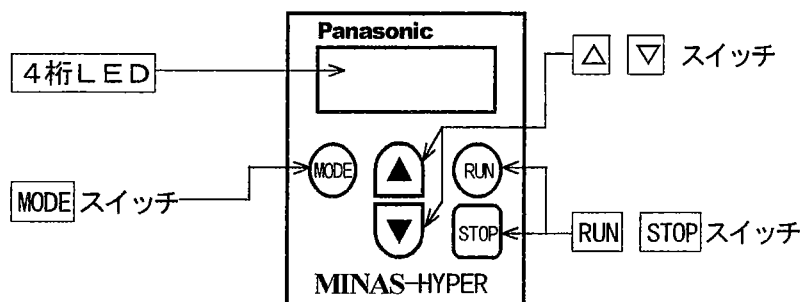 Panasonic
4桁LED
△ ▽ スイッチ
MODE
▲
RUN
MODE スイッチ
▼
STOP
RUN STOP スイッチ
MINAS-HYPER